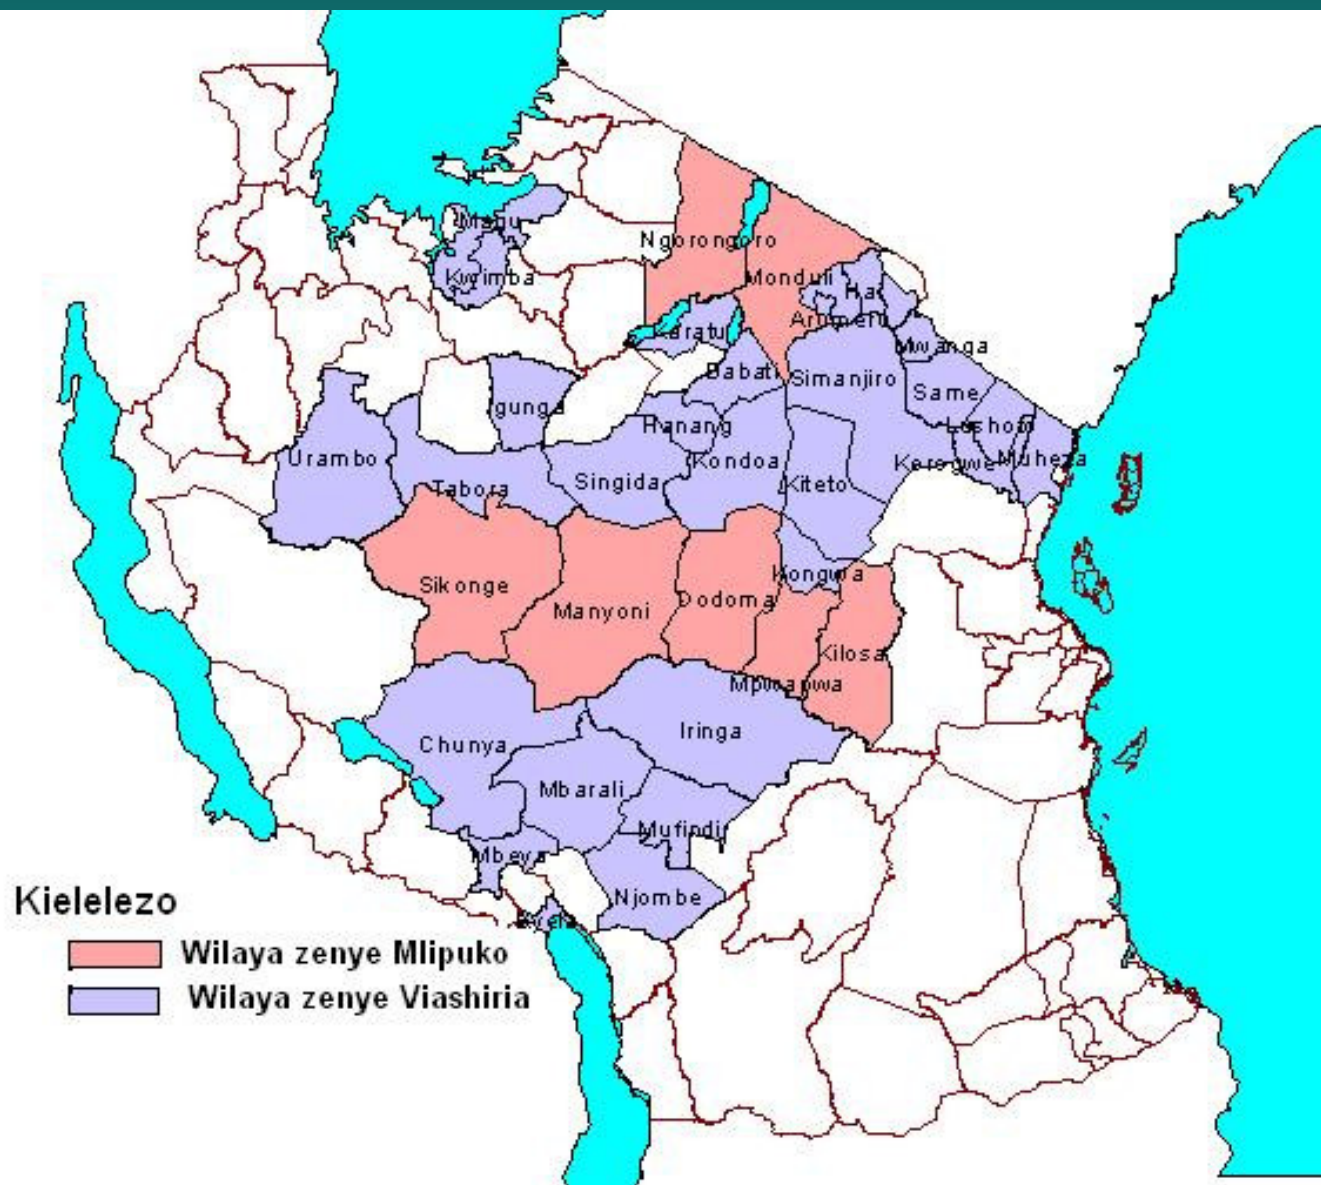 Magu
Ngorongoro
Kwimba
Monduli
Hai
Arumeru
Karatu
Mwanga
Babati
Simanjiro
Same
Igunga
Hanang
Lushoto
Urambo
Kondoa
Korogwe
Muheza
Tabora
Singida
Kiteto
Kongwa
Sikonge
Manyoni
Dodoma
Kilosa
Mpwapwa
Iringa
Chunya
Mbarali
Mufindi
Mbeya
Njombe
Kielelezo
Wilaya zenye Mlipuko
Wilaya zenye Viashiria